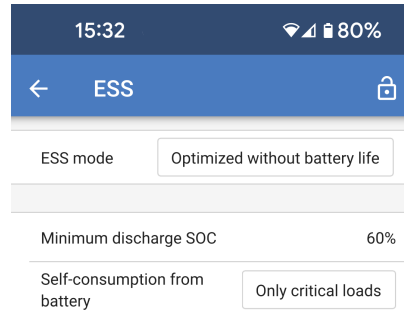 15:32 80%
ESS
ESS mode Optimized without battery life
Minimum discharge SOC 60%
Self-consumption from
battery Only critical loads